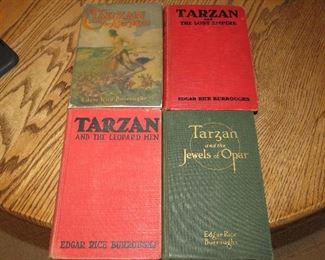 TARZAN
Edgar Rice Burroughs
TARZAN
AND
THE LOST EMPIRE
EDGAR RICE BURROUGHS
TARZAN
AND THE LEOPARD MEN
EDGAR RICE BURROUGHS
Tarzan
and the
Jewels of Opar
Edgar Rice
Burroughs